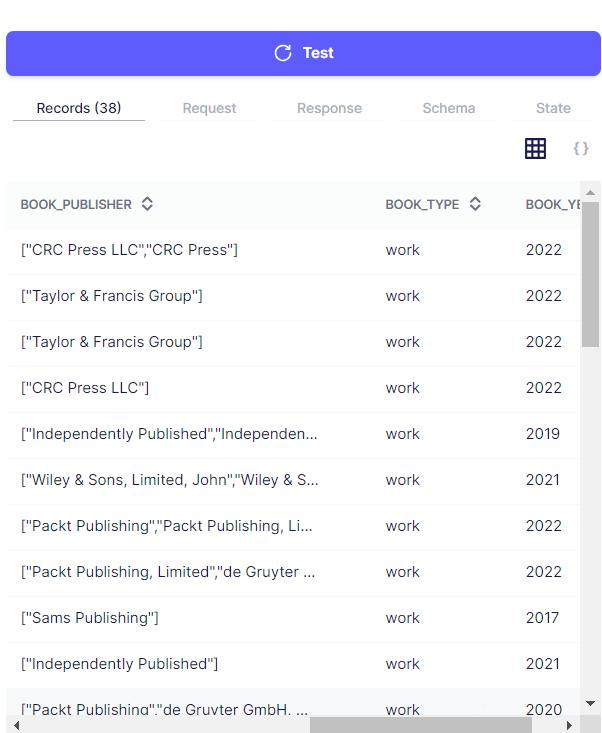 Test
Records (38) Request Response Schema State
{ }
BOOK_PUBLISHER BOOK_TYPE BOOK_YE
["CRC Press LLC","CRC Press"] work 2022
["Taylor & Francis Group"] work 2022
["Taylor & Francis Group"] work 2022
["CRC Press LLC"] work 2022
["Independently Published","Independen... work 2019
["Wiley & Sons, Limited, John","Wiley & S... work 2021
["Packt Publishing","Packt Publishing, Li... work 2022
["Packt Publishing, Limited","de Gruyter ... work 2022
["Sams Publishing"] work 2017
["Independently Published"] work 2021
["Packt Publishing","de Gruyter GmbH, ... work 2020